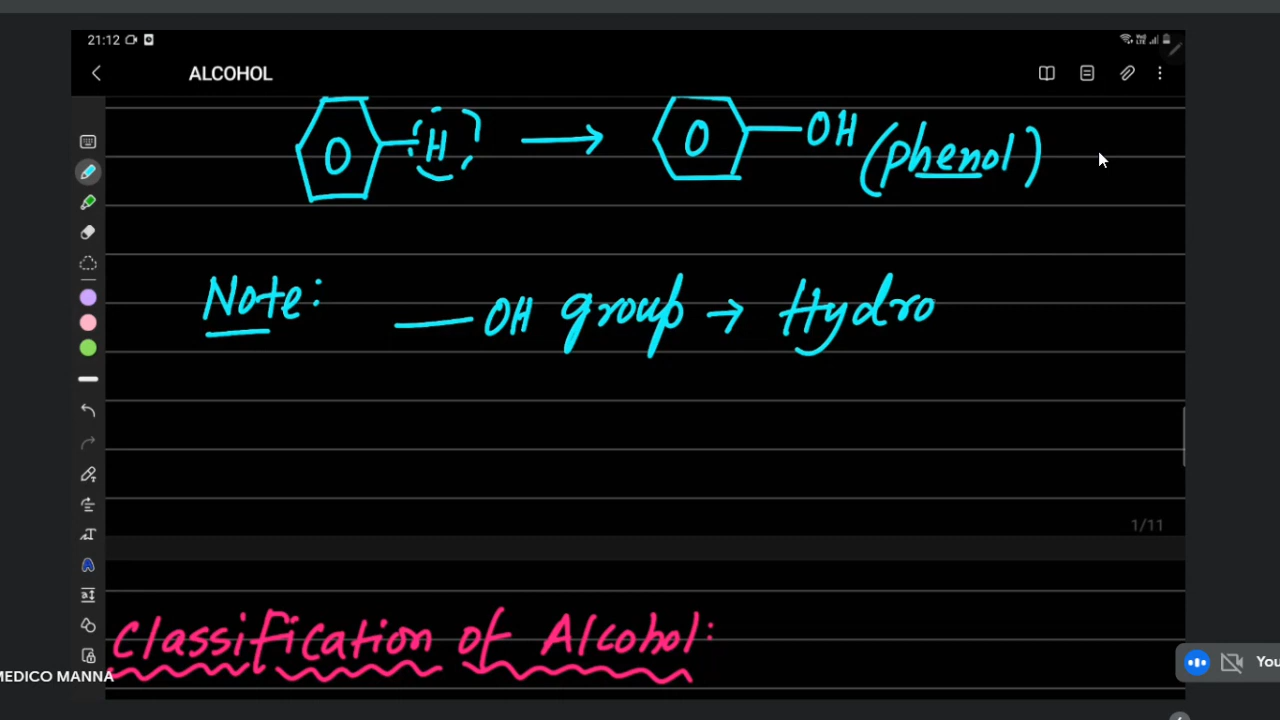 21:12
ALCOHOL
H → OH (phenol)
Note: — OH group → Hydro
1/11
Classification of Alcohol:
MEDICO MANNA
You